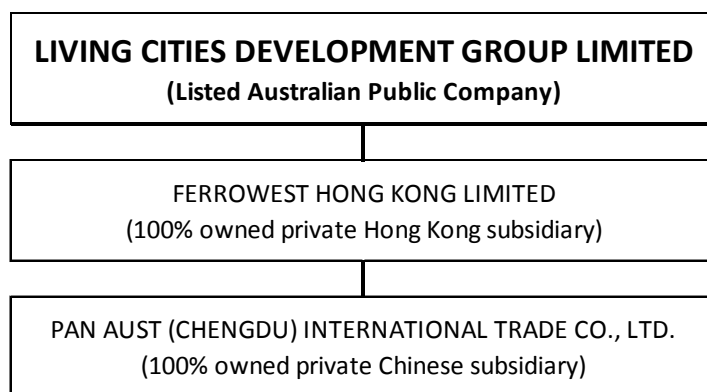 LIVING CITIES DEVELOPMENT GROUP LIMITED
(Listed Australian Public Company)
FERROWEST HONG KONG LIMITED
(100% owned private Hong Kong subsidiary)
PAN AUST (CHENGDU) INTERNATIONAL TRADE CO., LTD.
(100% owned private Chinese subsidiary)